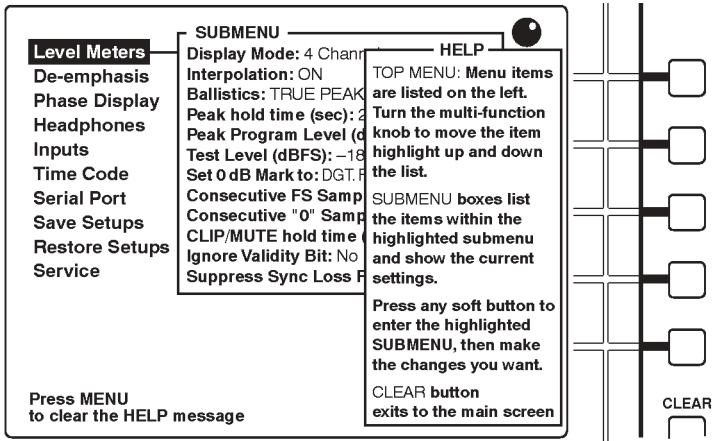 Level Meters
De-emphasis
Phase Display
Headphones
Inputs
Time Code
Serial Port
Save Setups
Restore Setups
Service
SUBMENU
Display Mode: 4 Chann
Interpolation: ON
Ballistics: TRUE PEAK
Peak hold time (sec): 2
Peak Program Level (d
Test Level (dBFS): –18
Set 0 dB Mark to: DGT. F
Consecutive FS Samp
Consecutive "0" Samp
CLIP/MUTE hold time (
Ignore Validity Bit: No
Suppress Sync Loss F
HELP
TOP MENU: Menu items
are listed on the left.
Turn the multi-function
knob to move the item
highlight up and down
the list.
SUBMENU boxes list
the items within the
highlighted submenu
and show the current
settings.
Press any soft button to
enter the highlighted
SUBMENU, then make
the changes you want.
CLEAR button
exits to the main screen
Press MENU
to clear the HELP message
CLEAR